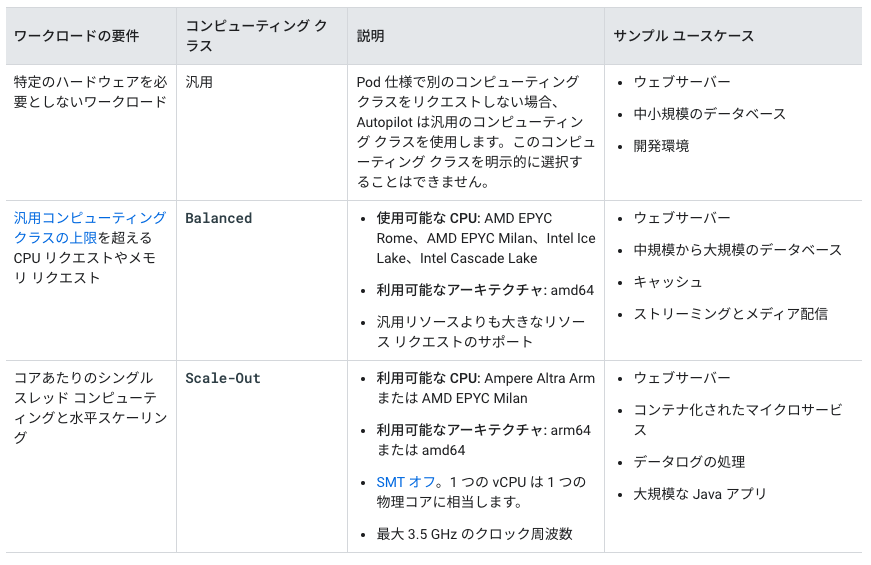 ワークロードの要件
コンピューティング ク
ラス
説明
サンプル ユースケース
特定のハードウェアを必
要としないワークロード
汎用
Pod 仕様で別のコンピューティング
クラスをリクエストしない場合、
Autopilot は汎用のコンピューティン
グ クラスを使用します。このコンピュ
ーティング クラスを明示的に選択す
ることはできません。
• ウェブサーバー
• 中小規模のデータベース
• 開発環境
汎用コンピューティング
クラスの上限を超える
CPU リクエストやメモ
リ リクエスト
Balanced
• 使用可能な CPU: AMD EPYC
Rome、AMD EPYC Milan、Intel Ice
Lake、Intel Cascade Lake
• 利用可能なアーキテクチャ: amd64
• 汎用リソースよりも大きなリソー
ス リクエストのサポート
• ウェブサーバー
• 中規模から大規模のデータベース
• キャッシュ
• ストリーミングとメディア配信
コアあたりのシングル
スレッド コンピューテ
ィングと水平スケーリン
グ
Scale-Out
• 利用可能な CPU: Ampere Altra Arm
または AMD EPYC Milan
• 利用可能なアーキテクチャ: arm64
または amd64
• SMT オフ。1 つの vCPU は 1 つの
物理コアに相当します。
• 最大 3.5 GHz のクロック周波数
• ウェブサーバー
• コンテナ化されたマイクロサービ
ス
• データログの処理
• 大規模な Java アプリ